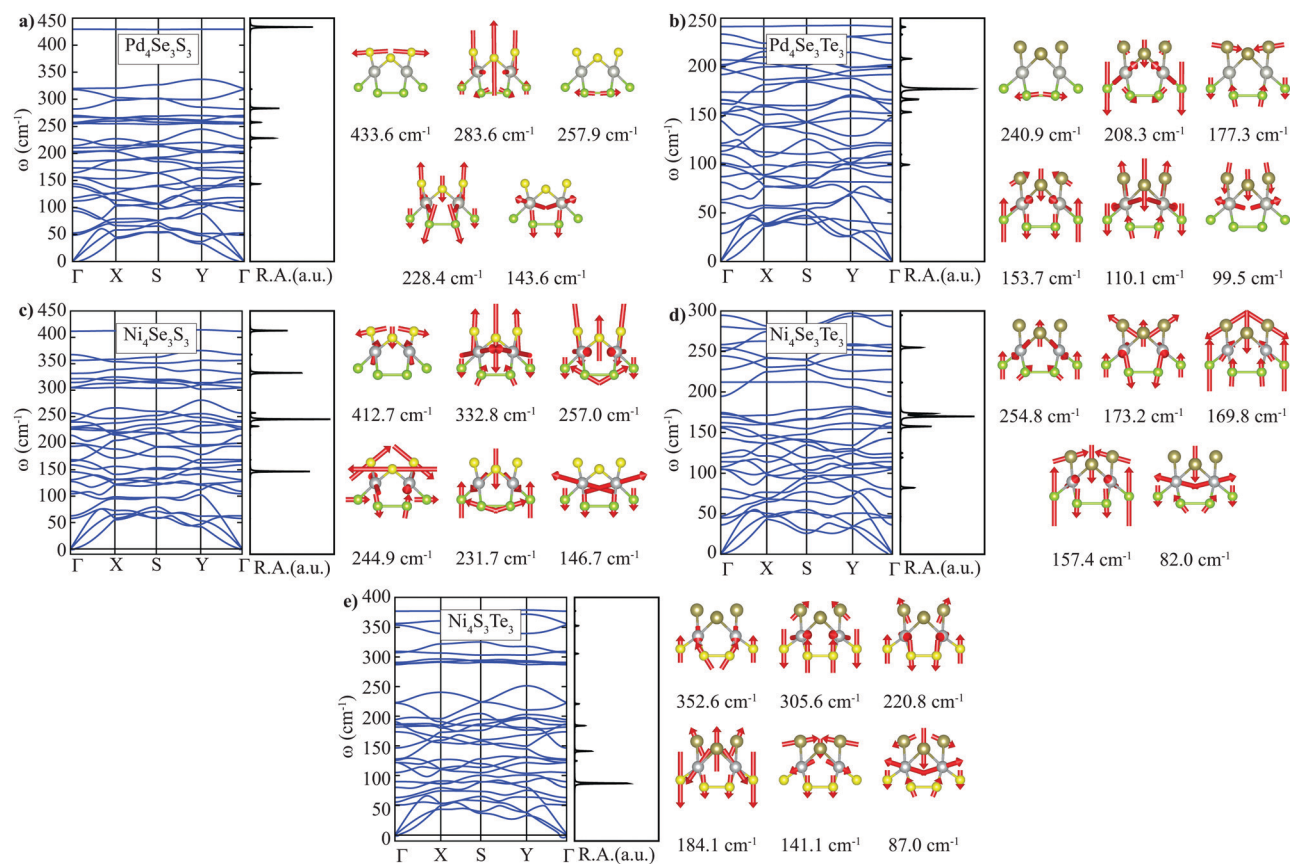 a)
Pd4Se3S3
ω (cm-1)
450
400
350
300
250
200
150
100
50
0
Γ X S Y Γ R.A.(a.u.)
433.6 cm-1 283.6 cm-1 257.9 cm-1
228.4 cm-1 143.6 cm-1
b)
Pd4Se3Te3
ω (cm-1)
250
200
150
100
50
0
Γ X S Y Γ R.A.(a.u.)
240.9 cm-1 208.3 cm-1 177.3 cm-1
153.7 cm-1 110.1 cm-1 99.5 cm-1
c)
Ni4Se3S3
ω (cm-1)
450
400
350
300
250
200
150
100
50
0
Γ X S Y Γ R.A.(a.u.)
412.7 cm-1 332.8 cm-1 257.0 cm-1
244.9 cm-1 231.7 cm-1 146.7 cm-1
d)
Ni4Se3Te3
ω (cm-1)
300
250
200
150
100
50
0
Γ X S Y Γ R.A.(a.u.)
254.8 cm-1 173.2 cm-1 169.8 cm-1
157.4 cm-1 82.0 cm-1
e)
Ni4S3Te3
ω (cm-1)
400
350
300
250
200
150
100
50
0
Γ X S Y Γ R.A.(a.u.)
352.6 cm-1 305.6 cm-1 220.8 cm-1
184.1 cm-1 141.1 cm-1 87.0 cm-1